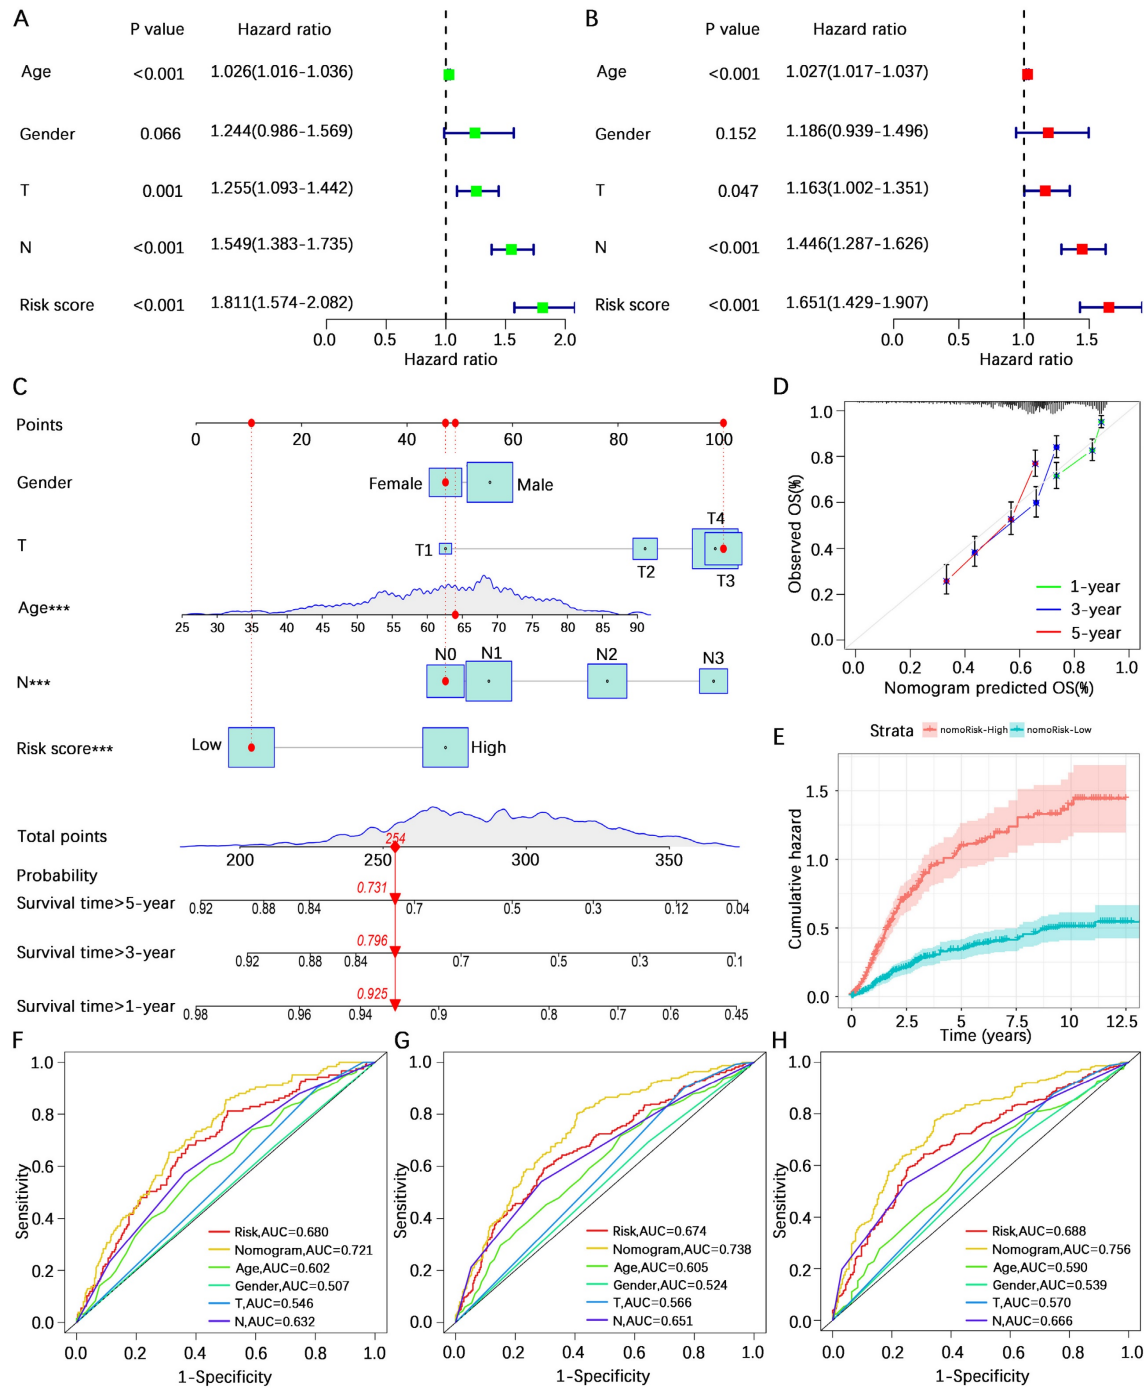 A
P value Hazard ratio
Age <0.001 1.026(1.016-1.036)
Gender 0.066 1.244(0.986-1.569)
T 0.001 1.255(1.093-1.442)
N <0.001 1.549(1.383-1.735)
Risk score <0.001 1.811(1.574-2.082)
0.0 0.5 1.0 1.5 2.0
Hazard ratio
B
P value Hazard ratio
Age <0.001 1.027(1.017-1.037)
Gender 0.152 1.186(0.939-1.496)
T 0.047 1.163(1.002-1.351)
N <0.001 1.446(1.287-1.626)
Risk score <0.001 1.651(1.429-1.907)
0.0 0.5 1.0 1.5
Hazard ratio
C
Points
0 20 40 60 80 100
Gender Female Male
T T1 T2 T4 T3
Age***
25 30 35 40 45 50 55 60 65 70 75 80 85 90
N*** N0 N1 N2 N3
Risk score*** Low High
Total points 254
200 250 300 350
Probability
0.731
Survival time>5-year
0.92 0.88 0.84 0.7 0.5 0.3 0.12 0.04
0.796
Survival time>3-year
0.92 0.88 0.84 0.7 0.5 0.3 0.1
0.925
Survival time>1-year
0.98 0.96 0.94 0.9 0.8 0.7 0.6 0.45
D
Observed OS(%)
1.0
0.8
0.6
0.4
0.2
0.0
1-year
3-year
5-year
0.0 0.2 0.4 0.6 0.8 1.0
Nomogram predicted OS(%)
E
Strata nomoRisk-High nomoRisk-Low
Cumulative hazard
1.5
1.0
0.5
0.0
0 2.5 5 7.5 10 12.5
Time (years)
F
Sensitivity
1.0
0.8
0.6
0.4
0.2
0.0
Risk,AUC=0.680
Nomogram,AUC=0.721
Age,AUC=0.602
Gender,AUC=0.507
T,AUC=0.546
N,AUC=0.632
0.0 0.2 0.4 0.6 0.8 1.0
1-Specificity
G
Sensitivity
1.0
0.8
0.6
0.4
0.2
0.0
Risk,AUC=0.674
Nomogram,AUC=0.738
Age,AUC=0.605
Gender,AUC=0.524
T,AUC=0.566
N,AUC=0.651
0.0 0.2 0.4 0.6 0.8 1.0
1-Specificity
H
Sensitivity
1.0
0.8
0.6
0.4
0.2
0.0
Risk,AUC=0.688
Nomogram,AUC=0.756
Age,AUC=0.590
Gender,AUC=0.539
T,AUC=0.570
N,AUC=0.666
0.0 0.2 0.4 0.6 0.8 1.0
1-Specificity